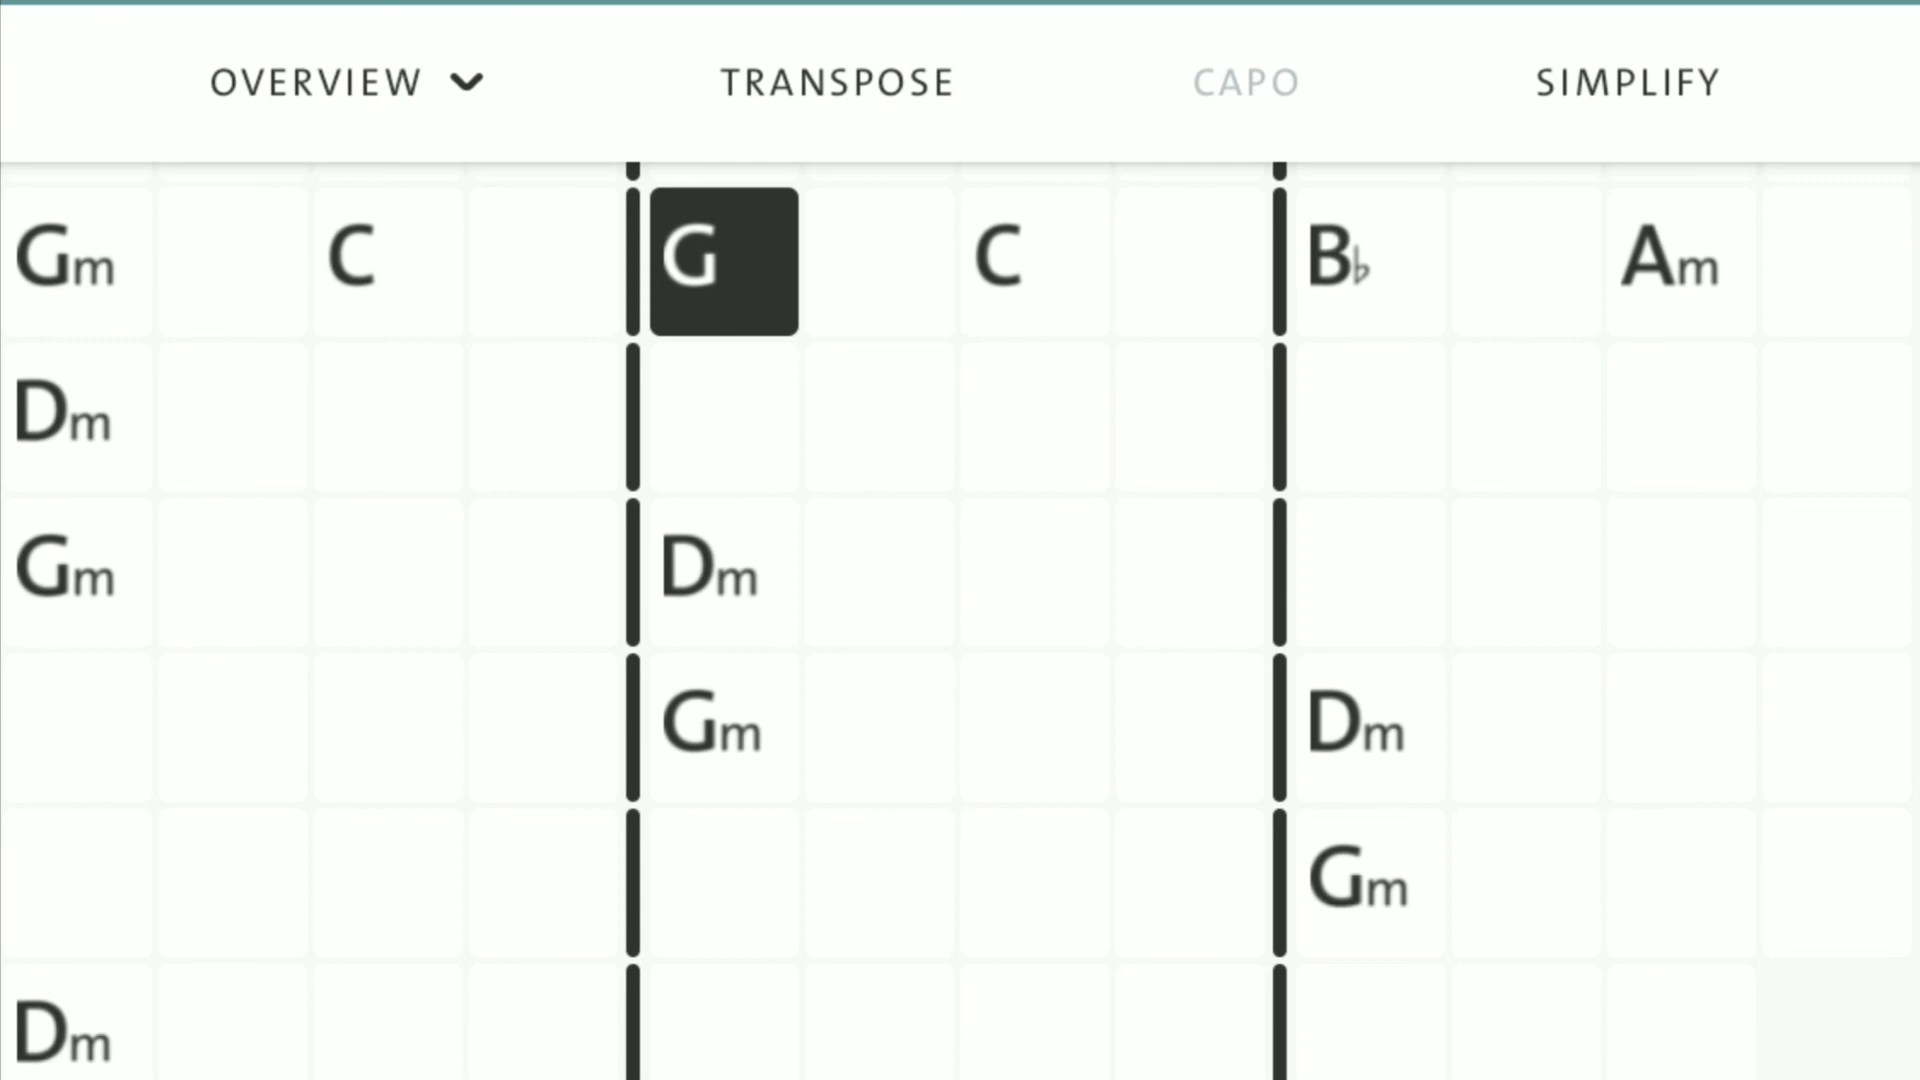 OVERVIEW TRANSPOSE CAPO SIMPLIFY
Gm C G C B♭ Am
Dm
Gm Dm
Gm Dm
Gm
Dm